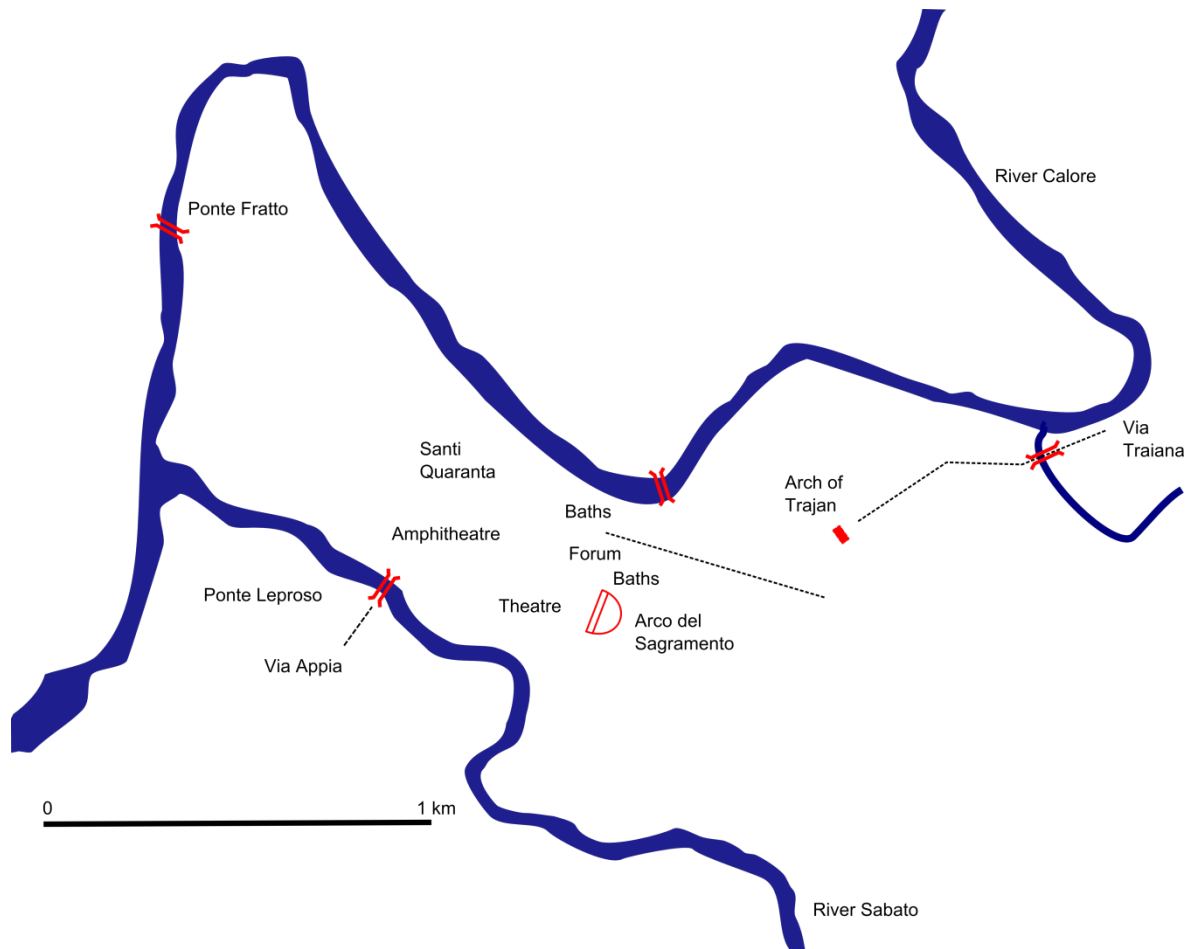 River Calore
Ponte Fratto
Via
Traiana
Santi
Quaranta
Arch of
Trajan
Baths
Amphitheatre
Forum
Baths
Ponte Leproso
Theatre
Arco del
Sagramento
Via Appia
0
1 km
River Sabato